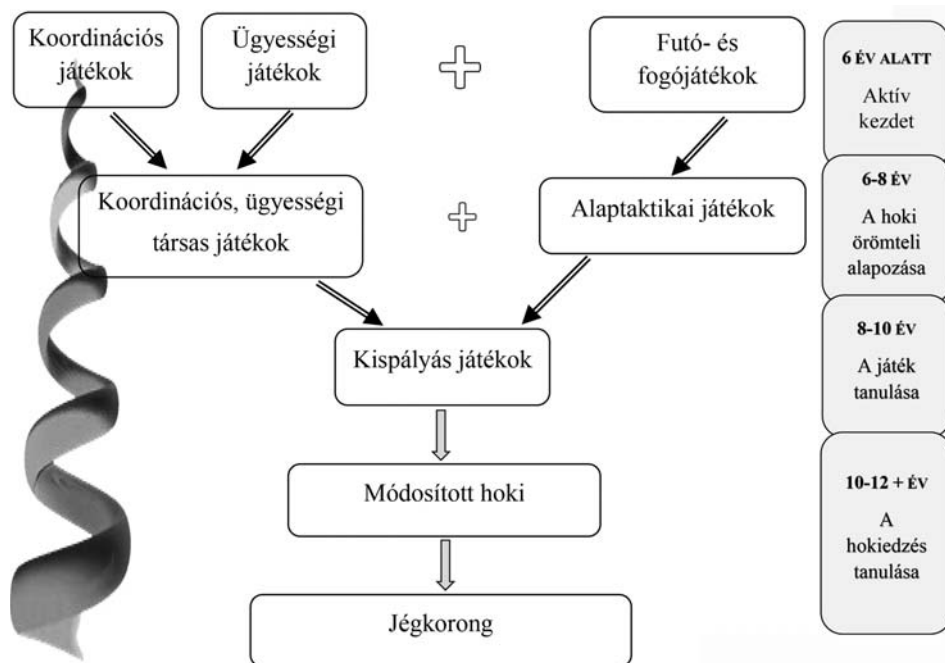 Koordinációs
játékok
Ügyességi
játékok
Futó- és
fogójátékok
6 ÉV ALATT
Aktív
kezdet
Koordinációs, ügyességi
társas játékok
Alaptaktikai játékok
6-8 ÉV
A hoki
örömteli
alapozása
Kispályás játékok
8-10 ÉV
A játék
tanulása
Módosított hoki
10-12 + ÉV
A
hokiedzés
tanulása
Jégkorong